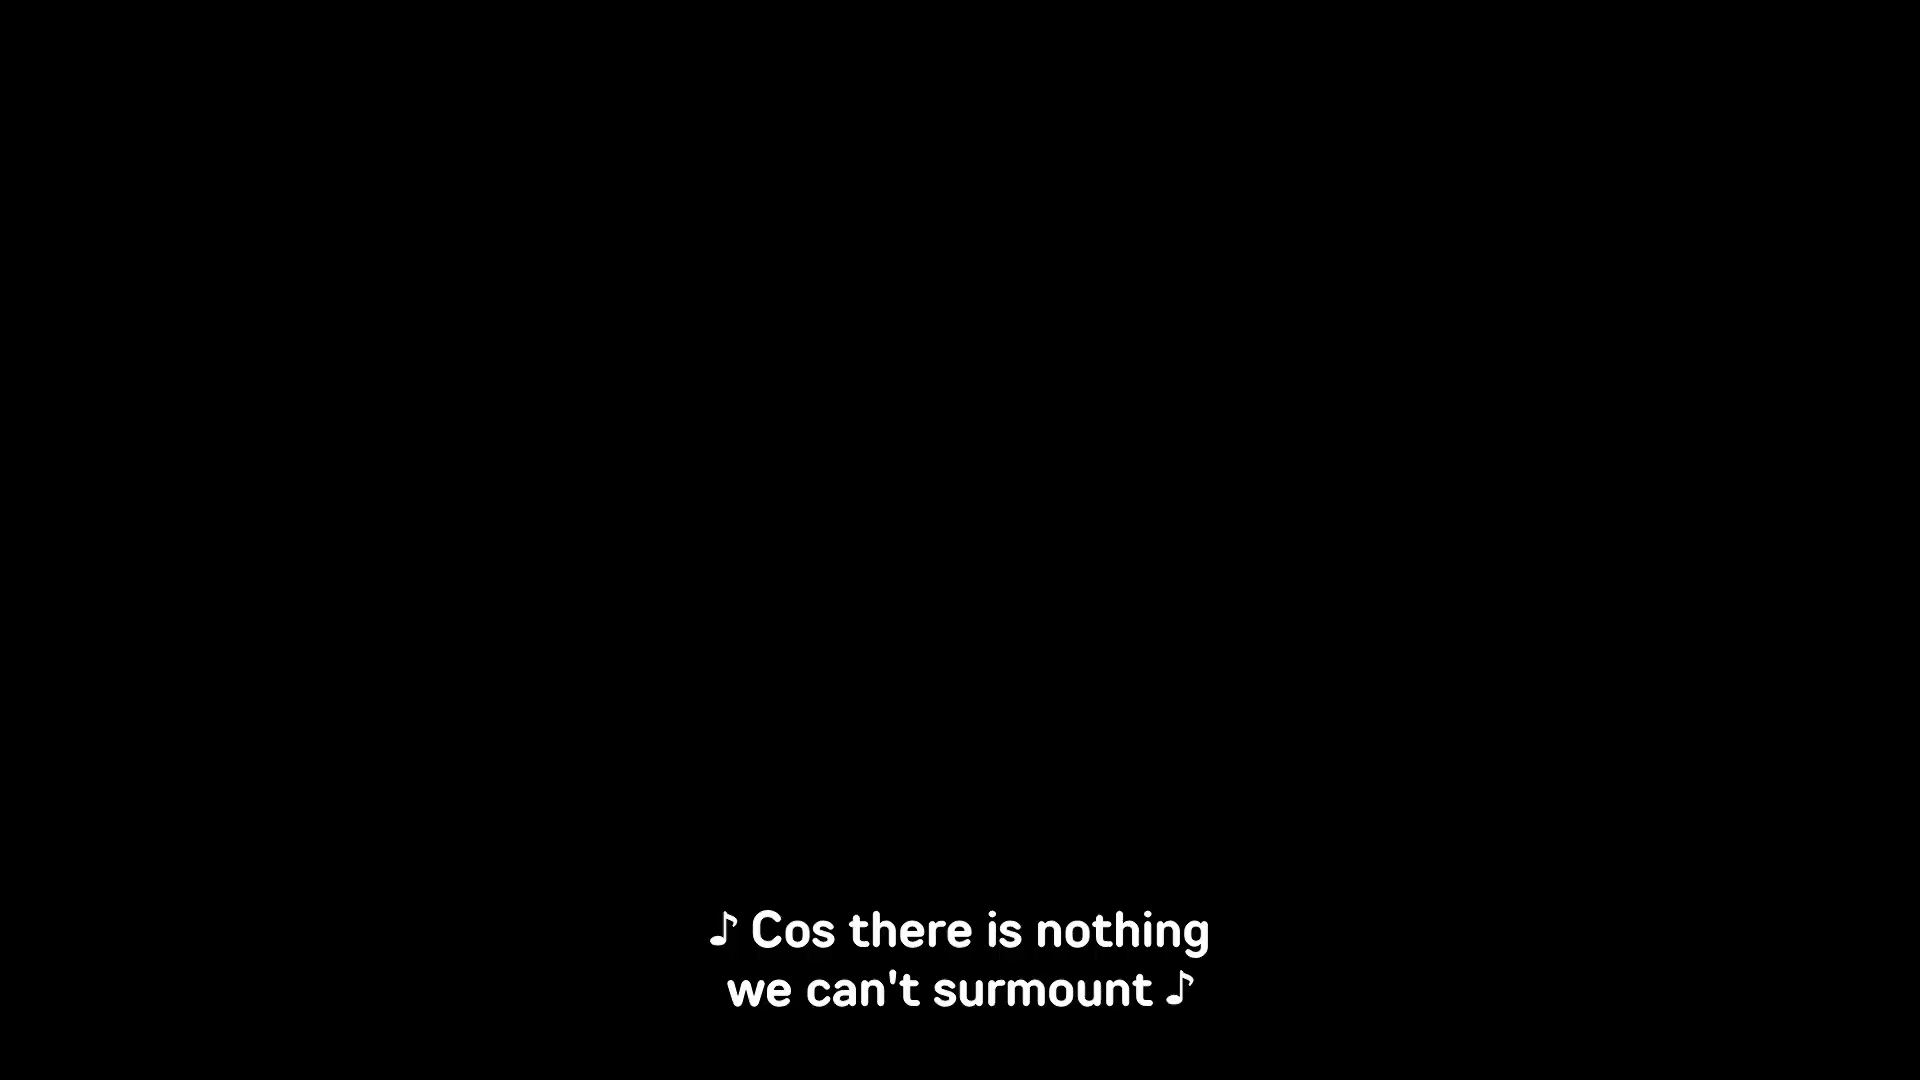 ♪ Cos there is nothing
we can't surmount ♪